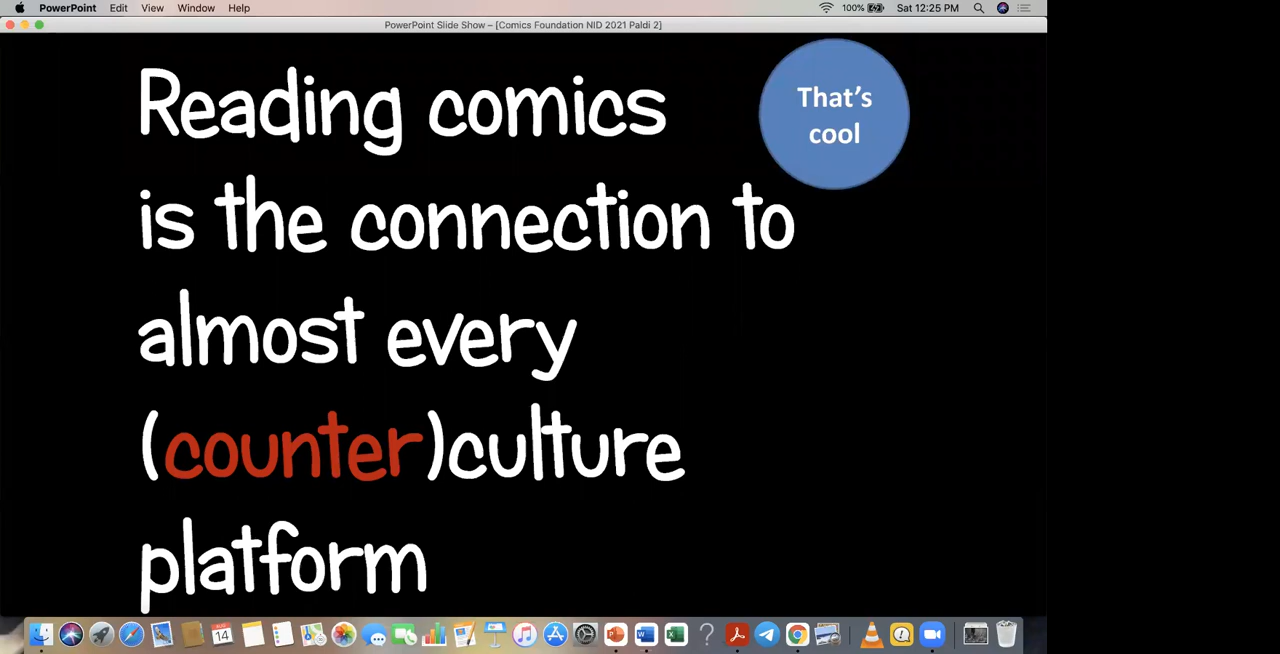 PowerPoint Edit View Window Help 100% Sat 12:25 PM
PowerPoint Slide Show – [Comics Foundation NID 2021 Paldi 2]
Reading comics
is the connection to
almost every
(counter)culture
platform
That's
cool
AUG
14